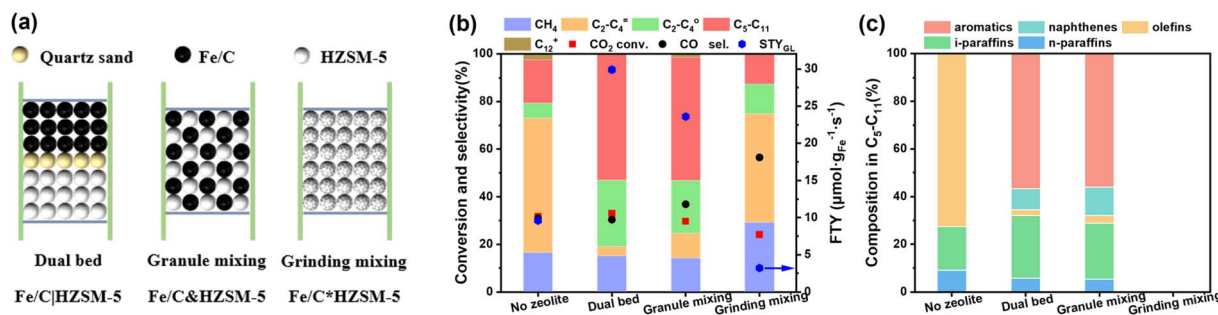 (a)
Quartz sand
Fe/C
HZSM-5
Dual bed
Granule mixing
Grinding mixing
Fe/C|HZSM-5
Fe/C&HZSM-5
Fe/C*HZSM-5
(b)
CH₄ C₂-C₄⁼ C₂-C₄º C₅-C₁₁
C₁₂⁺ CO₂ conv. CO sel. STY_GL
Conversion and selectivity(%)
100
80
60
40
20
0
30
25
20
15
10
5
0
FTY (μmol·g_Fe⁻¹·s⁻¹)
No zeolite
Dual bed
Granule mixing
Grinding mixing
(c)
aromatics naphthenes olefins
i-paraffins n-paraffins
Composition in C₅-C₁₁(%)
100
80
60
40
20
0
No zeolite
Dual bed
Granule mixing
Grinding mixing